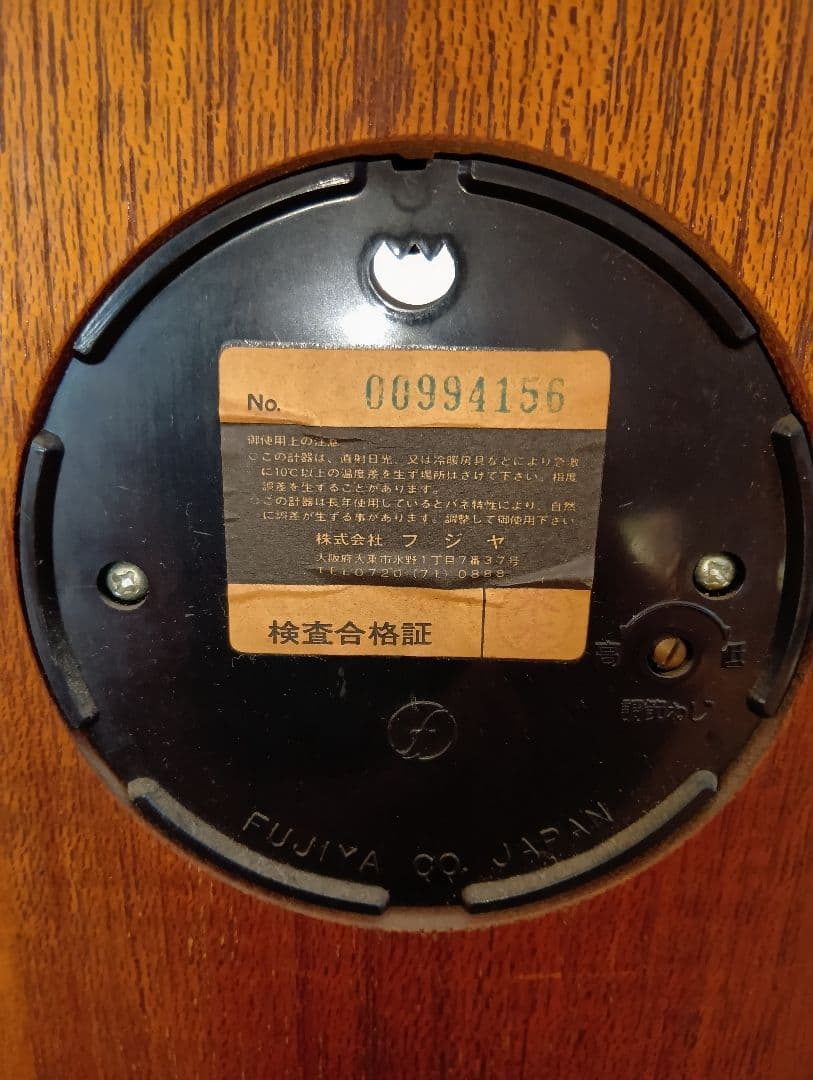 No. 00994156
御使用上の注意
○この計器は、直射日光、又は冷暖房具などにより急激
に10℃以上の温度差を生ず場所はさけて下さい。相度
誤差を生ずることがあります。
○この計器は長年使用しているとバネ特性により、自然
に誤差が生ずる事があります。調整して御使用下さい
株式会社 フジヤ
大阪府大東市氷野1丁目7番37号
TEL0720-(71)0888
検査合格証
高 低
調節ねじ
f
FUJIYA CO. JAPAN